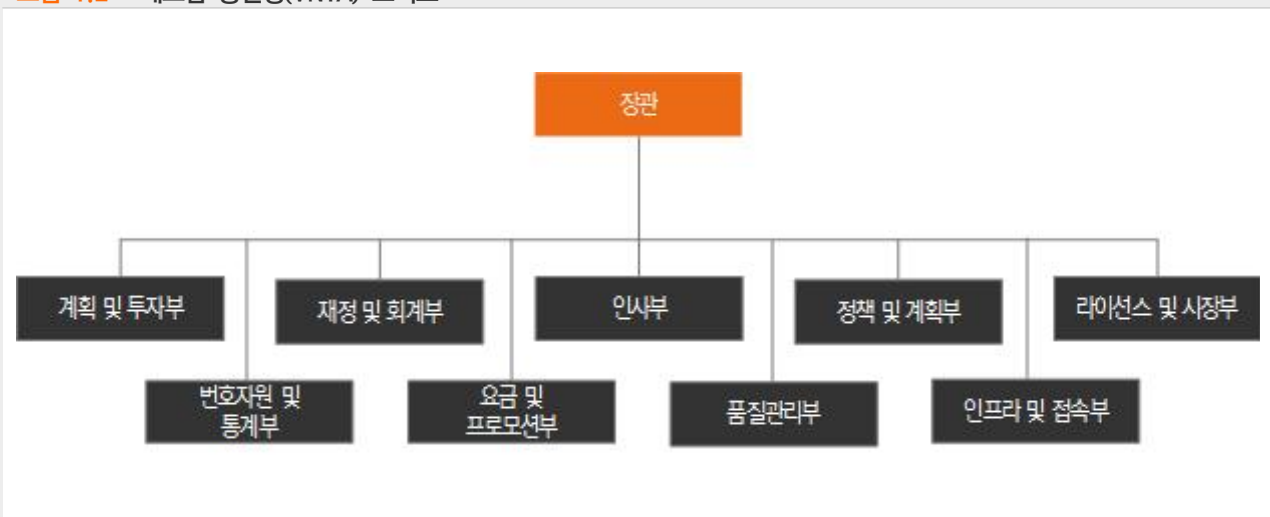 장관
계획 및 투자부
재정 및 회계부
인사부
정책 및 계획부
라이선스 및 시장부
번호자원 및
통계부
요금 및
프로모션부
품질관리부
인프라 및 접속부